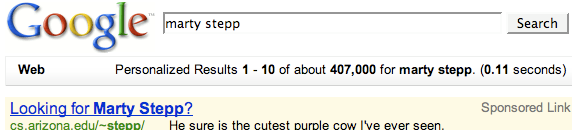 Google™ marty stepp Search
Web Personalized Results 1 - 10 of about 407,000 for marty stepp. (0.11 seconds)
Looking for Marty Stepp? Sponsored Link
cs.arizona.edu/~stepp/ He sure is the cutest purple cow I've ever seen.